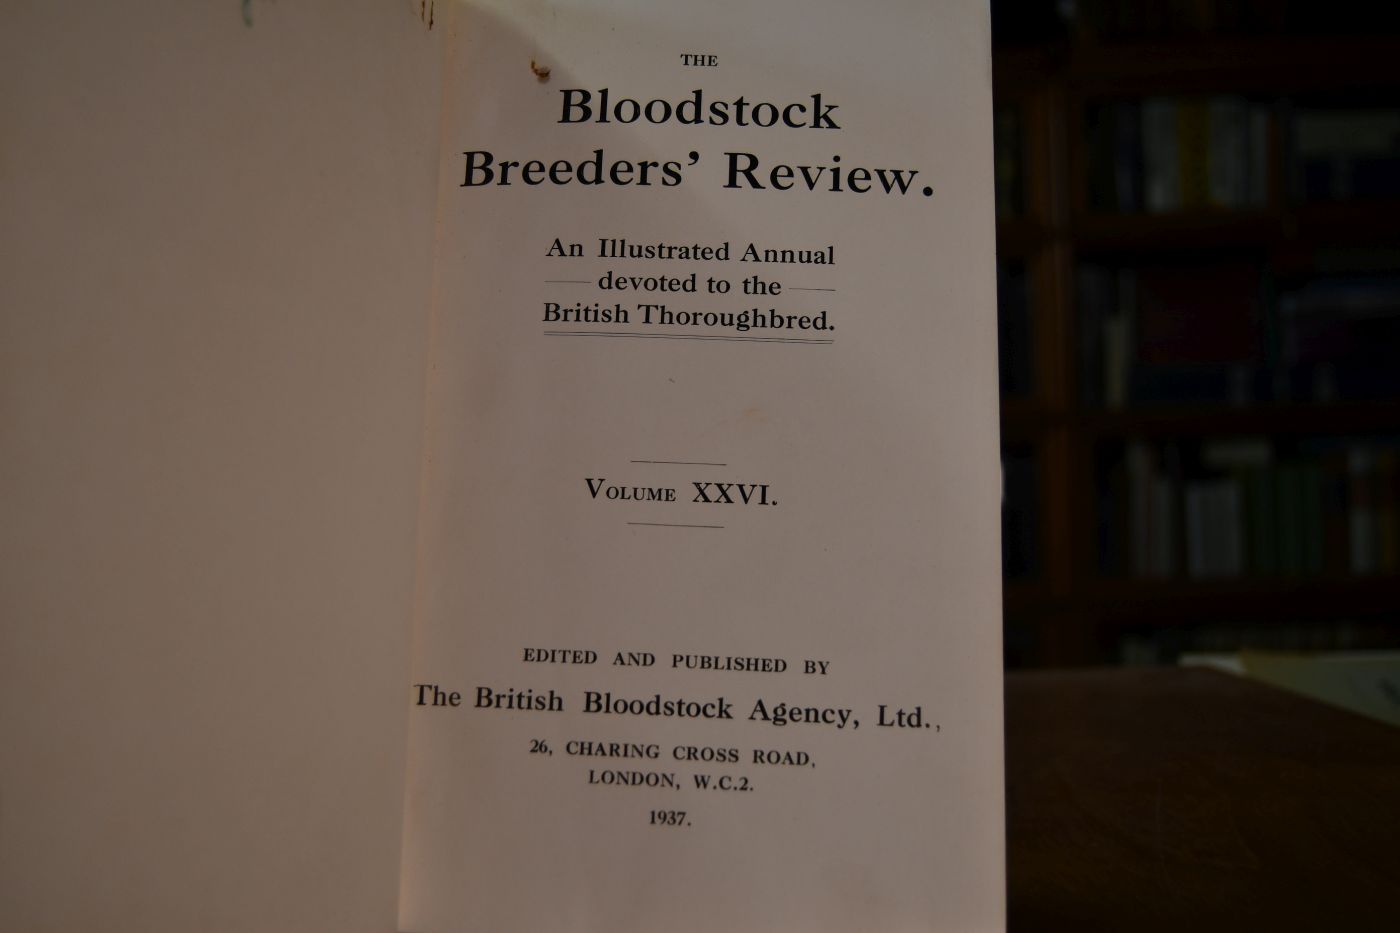 THE
Bloodstock
Breeders' Review.
An Illustrated Annual
devoted to the
British Thoroughbred.
VOLUME XXVI.
EDITED AND PUBLISHED BY
The British Bloodstock Agency, Ltd.,
26, CHARING CROSS ROAD,
LONDON, W.C.2.
1937.